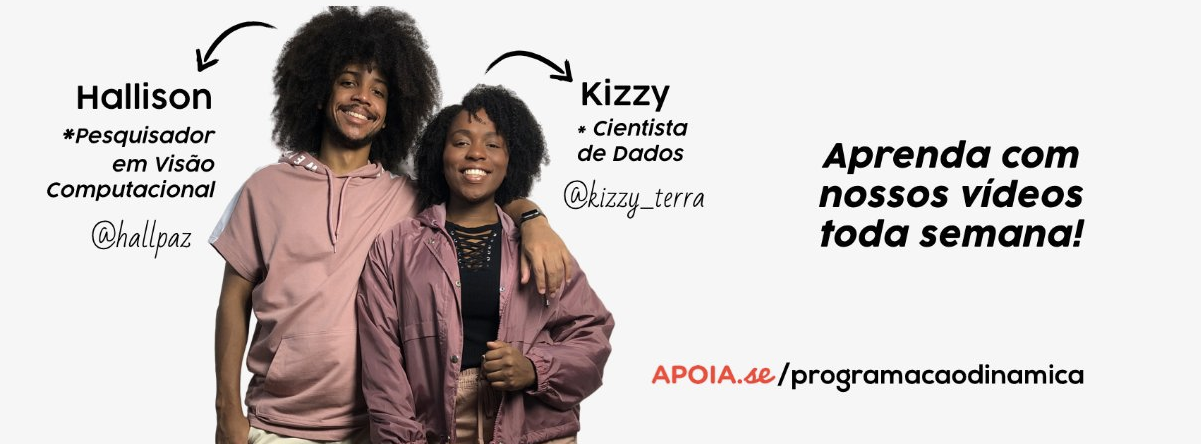 Hallison
*Pesquisador
em Visão
Computacional
@hallpaz
Kizzy
* Cientista
de Dados
@kizzy_terra
Aprenda com
nossos vídeos
toda semana!
APOIA.se/programacaodinamica